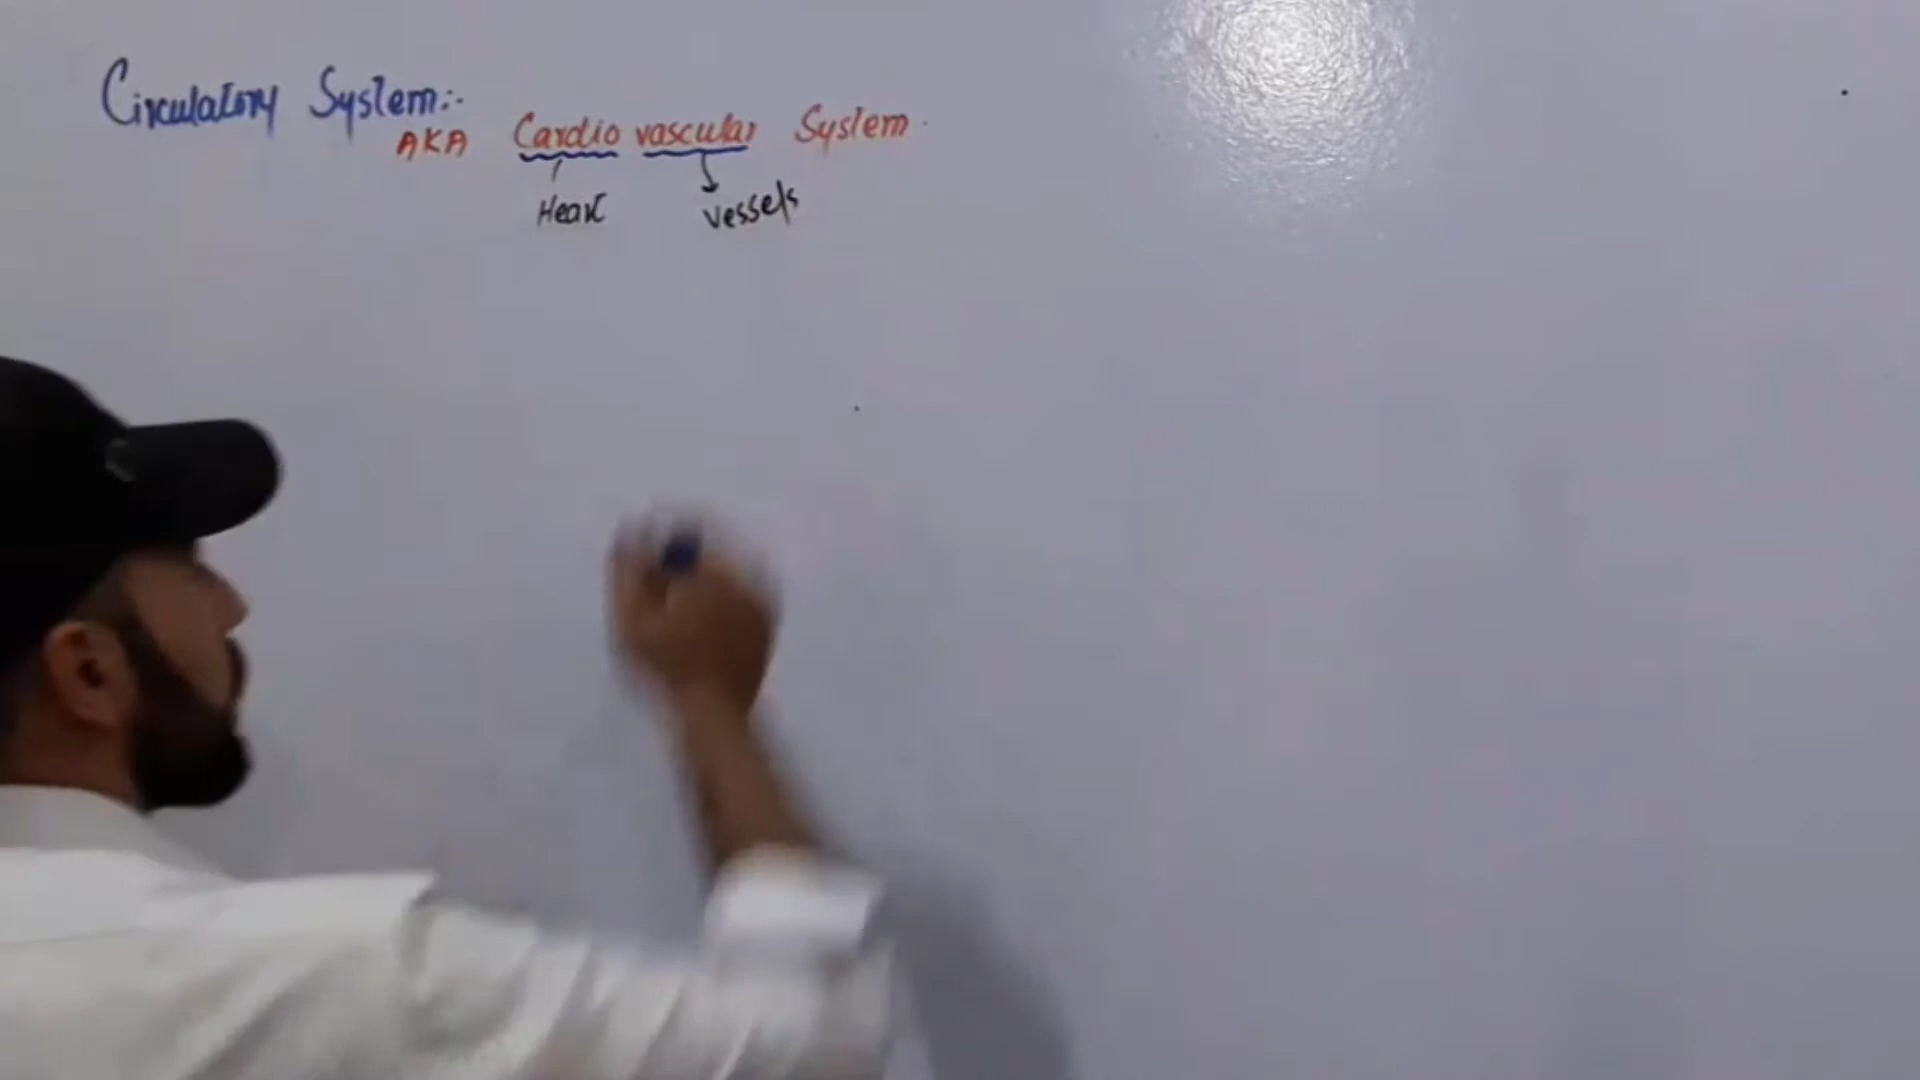 Circulatory System:-
AKA Cardio vascular System.
Heart vessels